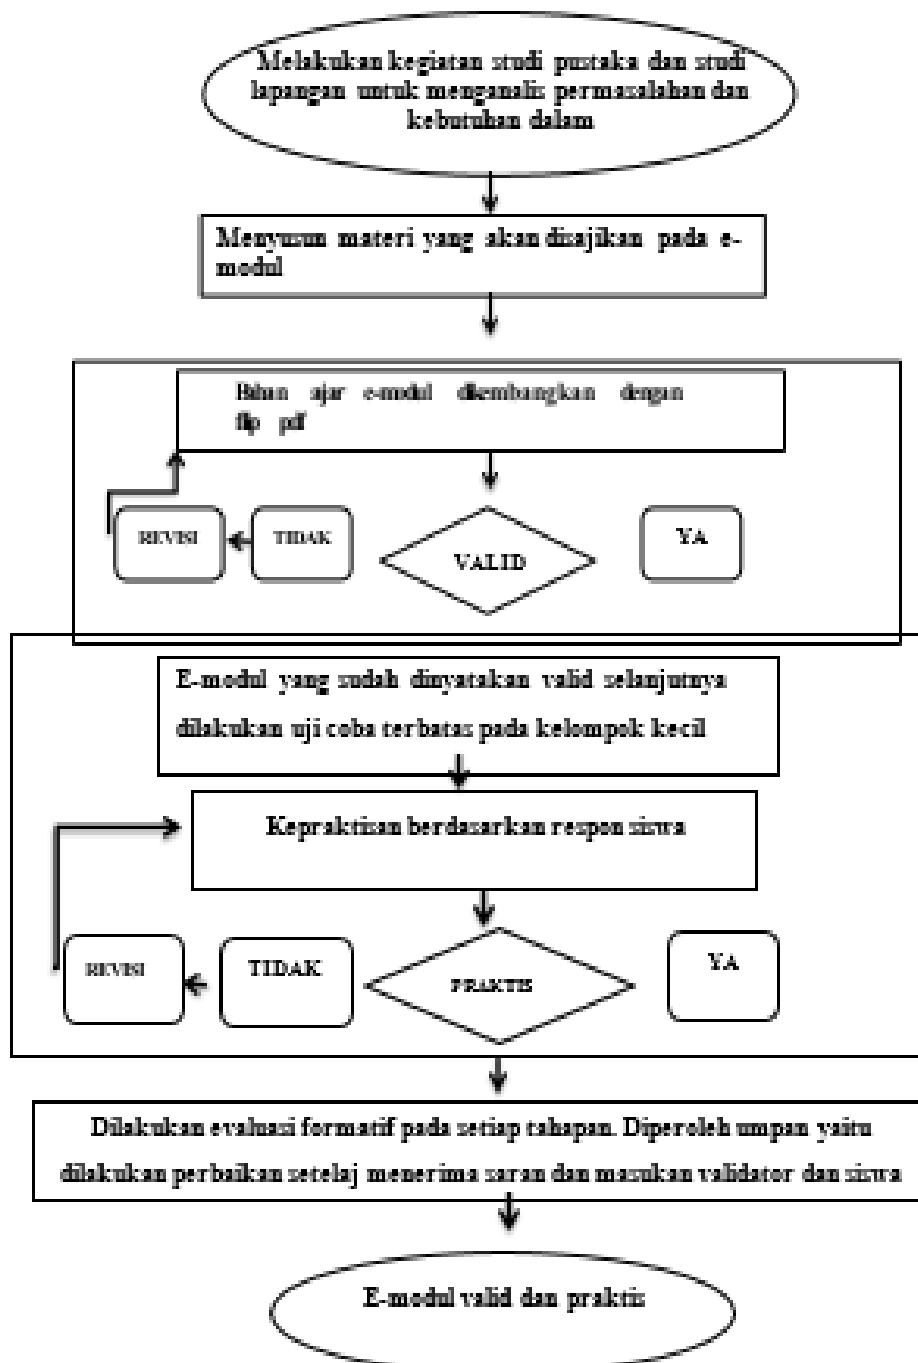 Melakukan kegiatan studi pustaka dan studi
lapangan untuk menganalis permasalahan dan
kebutuhan dalam
Menyusun materi yang akan disajikan pada e-
modul
Bahan ajar e-modul dikembangkan dengan
flip pdf
REVISI
TIDAK
VALID
YA
E-modul yang sudah dinyatakan valid selanjutnya
dilakukan uji coba terbatas pada kelompok kecil
Kepraktisan berdasarkan respon siswa
REVISI
TIDAK
PRAKTIS
YA
Dilakukan evaluasi formatif pada setiap tahapan. Diperoleh umpan yaitu
dilakukan perbaikan setelaj menerima saran dan masukan validator dan siswa
E-modul valid dan praktis